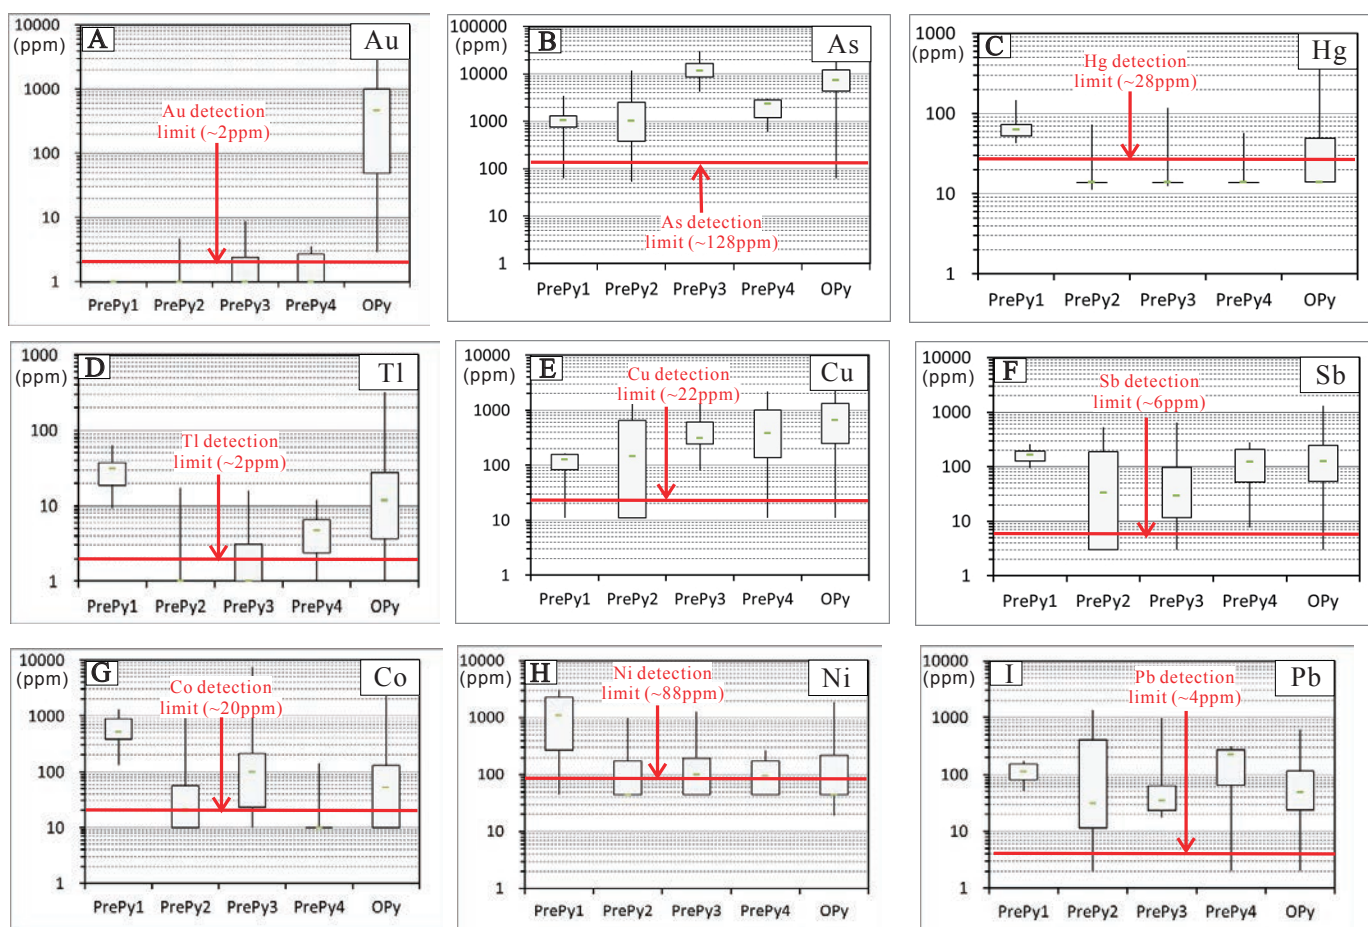 10000
(ppm)
A
Au
1000
100
10
1
Au detection
limit (~2ppm)
PrePy1 PrePy2 PrePy3 PrePy4 OPy
100000
(ppm)
B
As
10000
1000
100
10
1
As detection
limit (~128ppm)
PrePy1 PrePy2 PrePy3 PrePy4 OPy
1000
(ppm)
C
Hg
100
10
1
Hg detection
limit (~28ppm)
PrePy1 PrePy2 PrePy3 PrePy4 OPy
1000
(ppm)
D
Tl
100
10
1
Tl detection
limit (~2ppm)
PrePy1 PrePy2 PrePy3 PrePy4 OPy
10000
(ppm)
E
Cu
1000
100
10
1
Cu detection
limit (~22ppm)
PrePy1 PrePy2 PrePy3 PrePy4 OPy
10000
(ppm)
F
Sb
1000
100
10
1
Sb detection
limit (~6ppm)
PrePy1 PrePy2 PrePy3 PrePy4 OPy
10000
(ppm)
G
Co
1000
100
10
1
Co detection
limit (~20ppm)
PrePy1 PrePy2 PrePy3 PrePy4 OPy
10000
(ppm)
H
Ni
1000
100
10
1
Ni detection
limit (~88ppm)
PrePy1 PrePy2 PrePy3 PrePy4 OPy
10000
(ppm)
I
Pb
1000
100
10
1
Pb detection
limit (~4ppm)
PrePy1 PrePy2 PrePy3 PrePy4 OPy